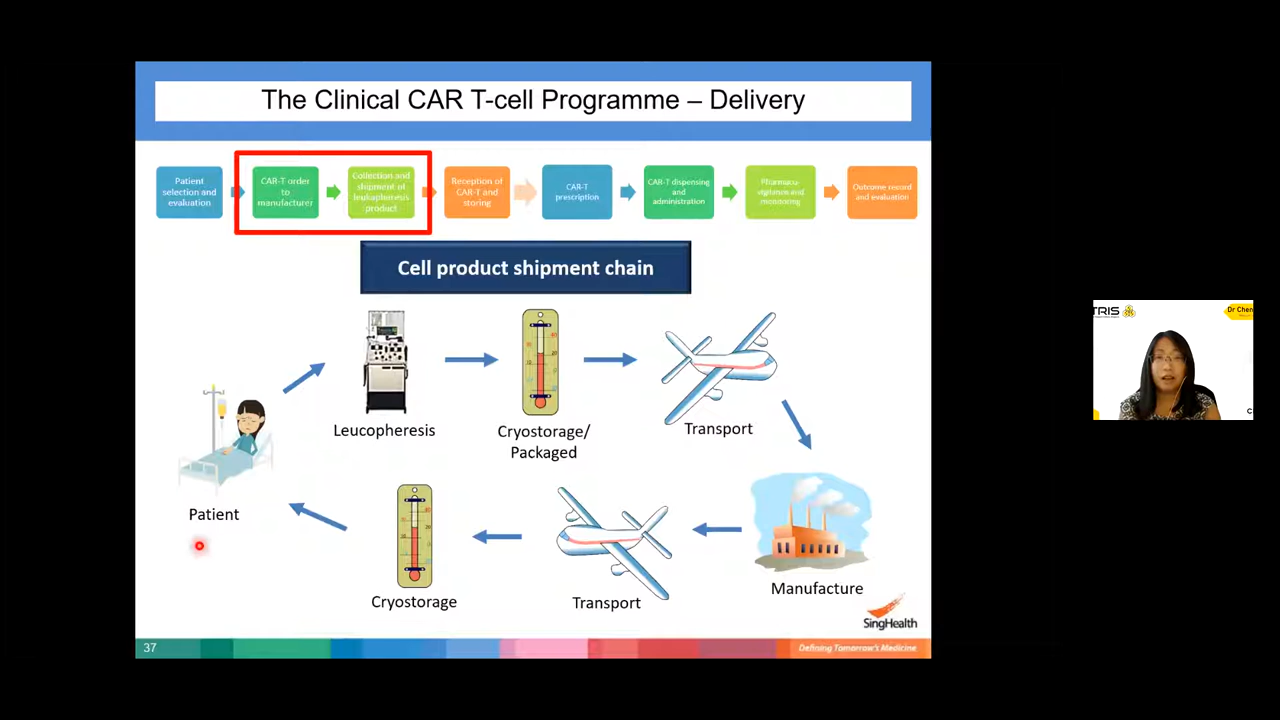 The Clinical CAR T-cell Programme – Delivery
Patient
selection and
evaluation
CAR-T order
to
manufacturer
Collection and
shipment of
leukapheresis
product
Reception of
CAR-T and
storing
CAR-T
prescription
CAR-T dispensing
and
administration
Pharmaco-
vigilance and
monitoring
Outcome record
and evaluation
Cell product shipment chain
Leucopheresis
Cryostorage/
Packaged
Transport
Patient
Cryostorage
Transport
Manufacture
SingHealth
37
Defining Tomorrow's Medicine
TRIS
Dr Chen